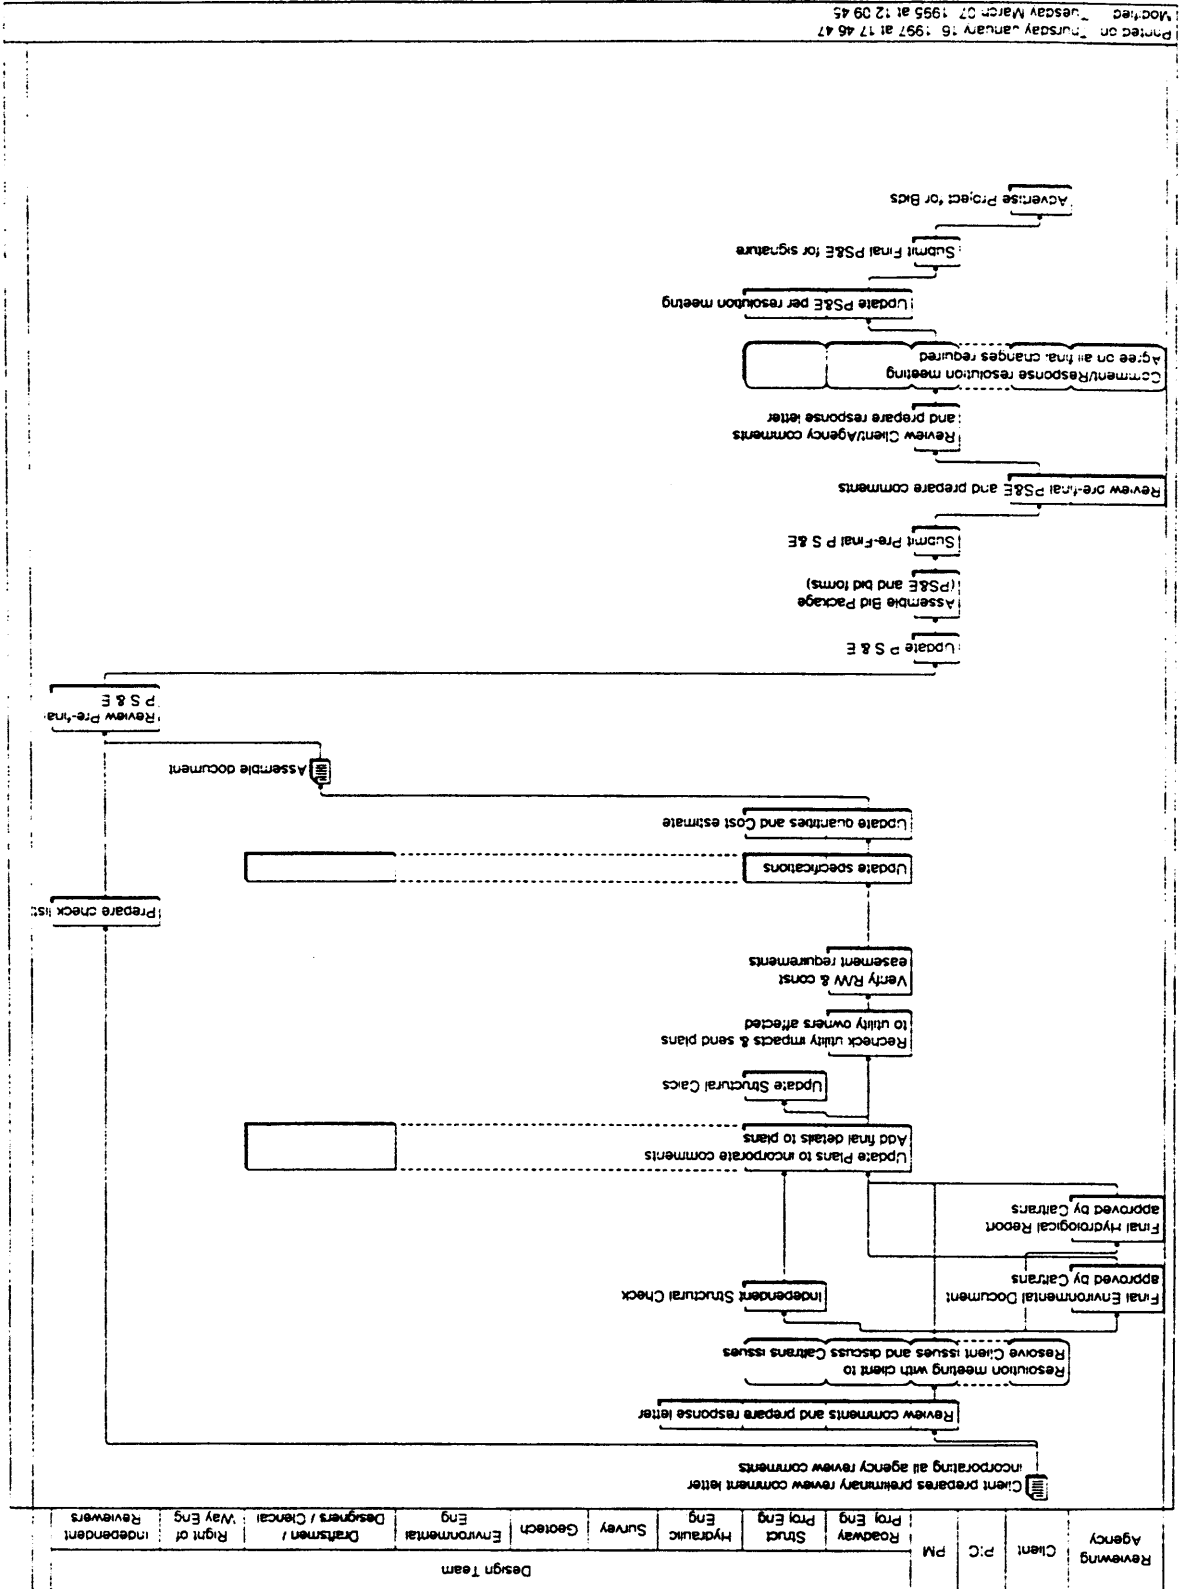 Design Team
Reviewing
Agency
Client
P:C
PM
Roadway
Proj Eng
Struct
Proj Eng
Hydraulic
Eng
Survey
Geotech
Environmental
Eng
Draftsmen /
Designers / Clerical
Right of
Way Eng
Independent
Reviewers
Client prepares preliminary review comment letter
incorporating all agency review comments
Review comments and prepare response letter
Resolution meeting with client to
Resolve Client issues and discuss Caltrans issues
Final Environmental Document
approved by Caltrans
Independent Structural Check
Final Hydrological Report
approved by Caltrans
Update Plans to incorporate comments
Add final details to plans
Update Structural Calcs
Recheck utility impacts & send plans
to utility owners affected
Verify R/W & const
easement requirements
Prepare check list
Update specifications
Update quantities and Cost estimate
Assemble document
Review Pre-final
P S & E
Update P S & E
Assemble Bid Package
(PS&E and bid forms)
Submit Pre-Final P S & E
Review pre-final PS&E and prepare comments
Review Client/Agency comments
and prepare response letter
Comment/Response resolution meeting
Agree on all final changes required
Update PS&E per resolution meeting
Submit Final PS&E for signature
Advertise Project for Bids
Printed on Thursday January 16 1997 at 17 46 47
Modified Tuesday March 07 1995 at 12 09 45